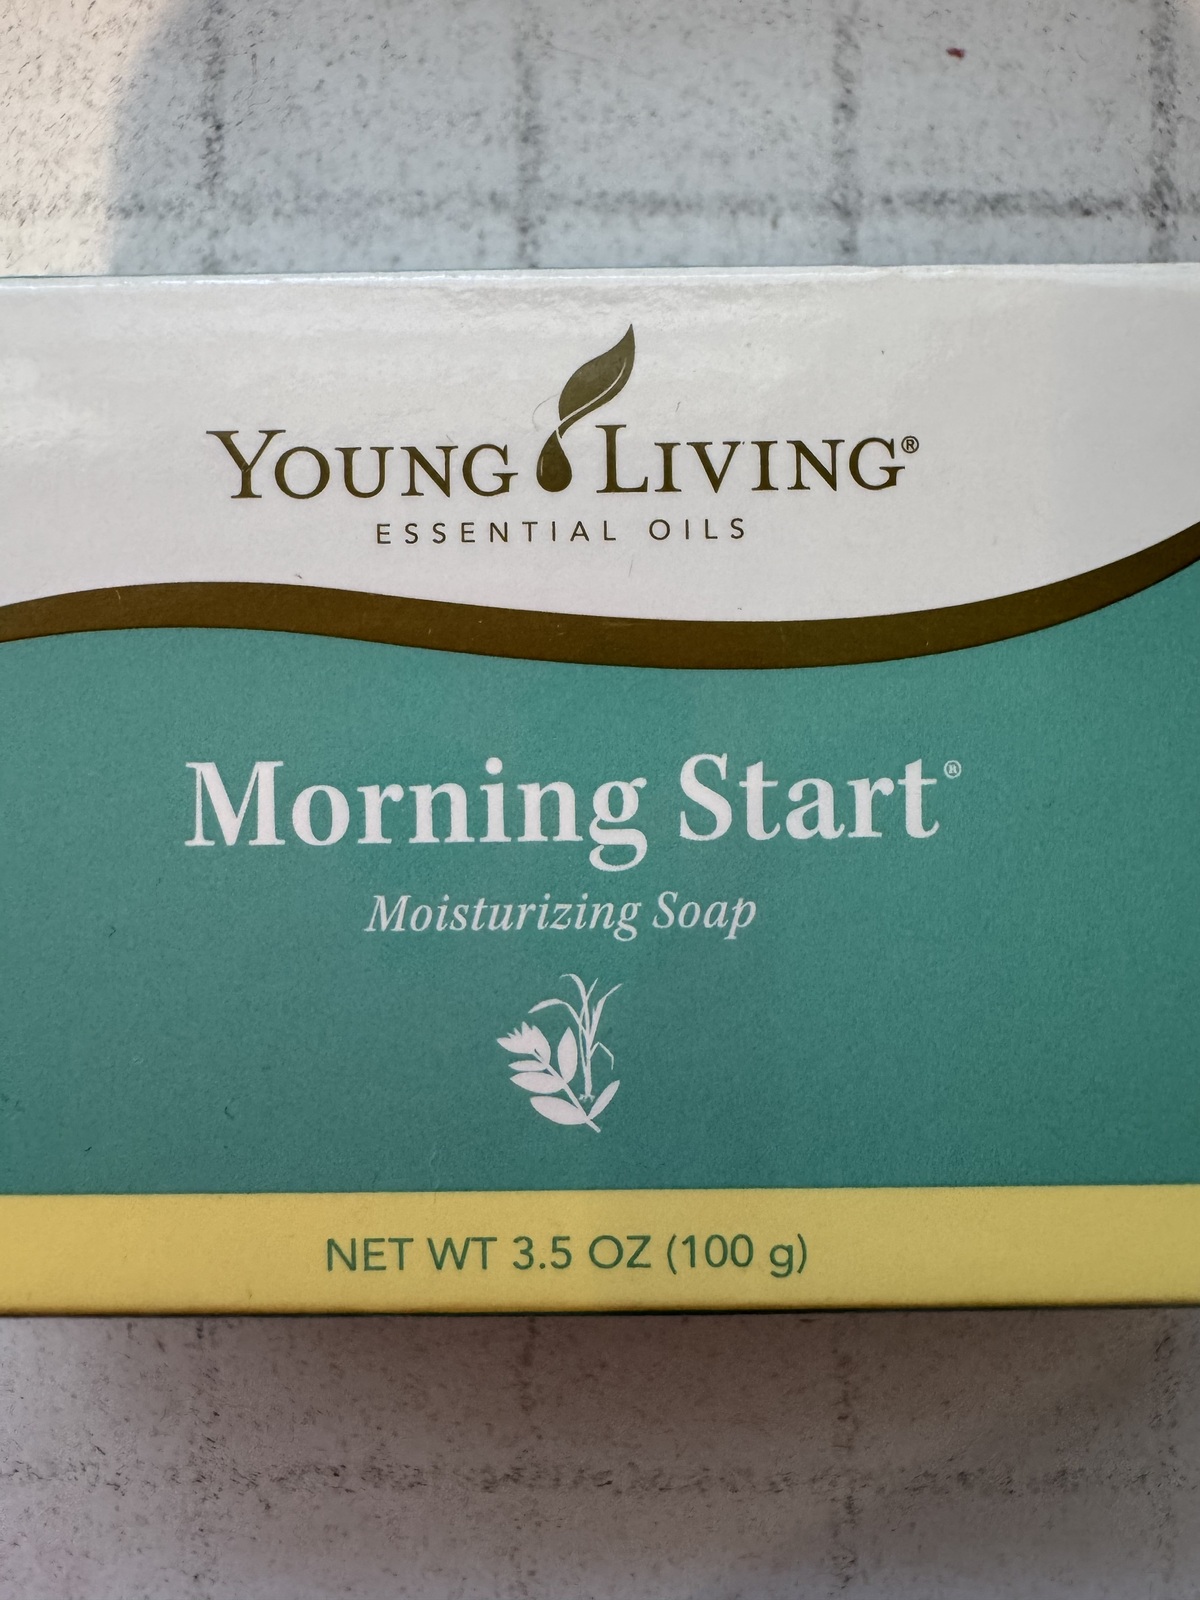 YOUNG LIVING®
ESSENTIAL OILS
Morning Start®
Moisturizing Soap
NET WT 3.5 OZ (100 g)